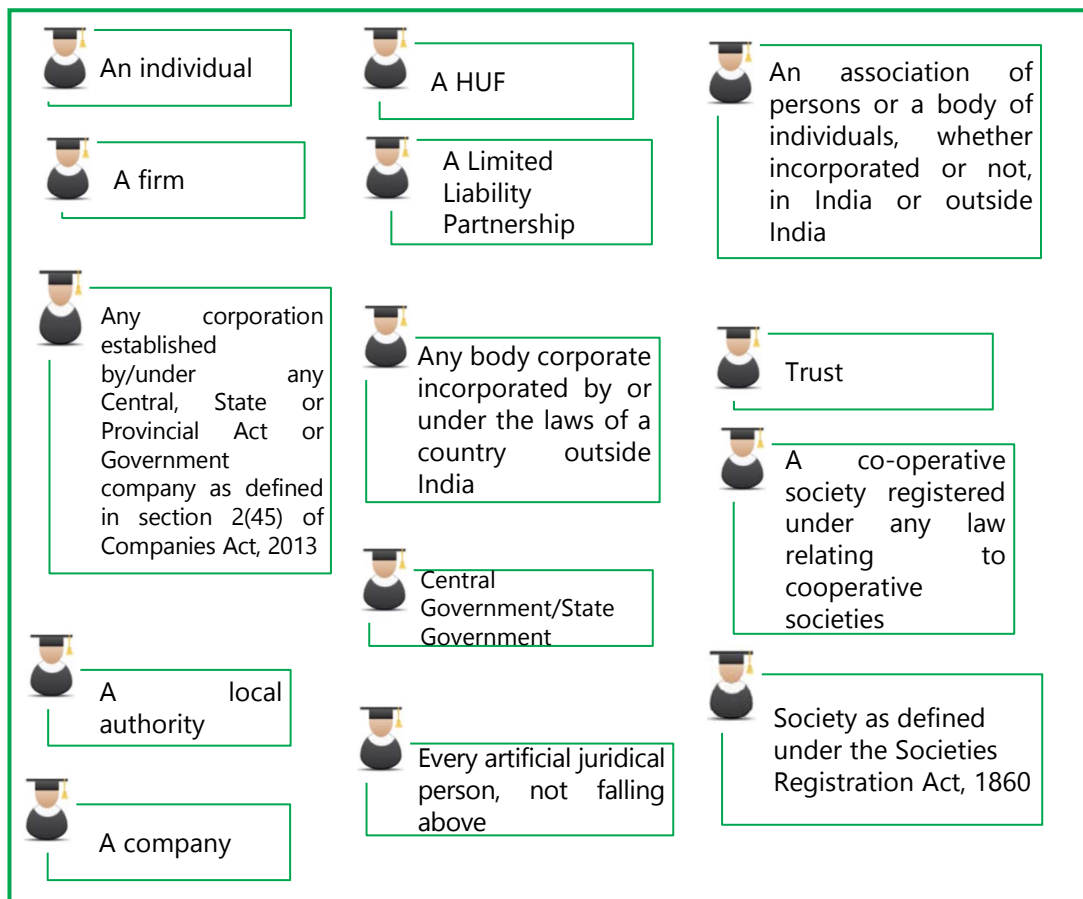 An individual
A firm
Any corporation
established
by/under any
Central, State or
Provincial Act or
Government
company as defined
in section 2(45) of
Companies Act, 2013
A local
authority
A company
A HUF
A Limited
Liability
Partnership
Any body corporate
incorporated by or
under the laws of a
country outside
India
Central
Government/State
Government
Every artificial juridical
person, not falling
above
An association of
persons or a body of
individuals, whether
incorporated or not,
in India or outside
India
Trust
A co-operative
society registered
under any law
relating to
cooperative
societies
Society as defined
under the Societies
Registration Act, 1860